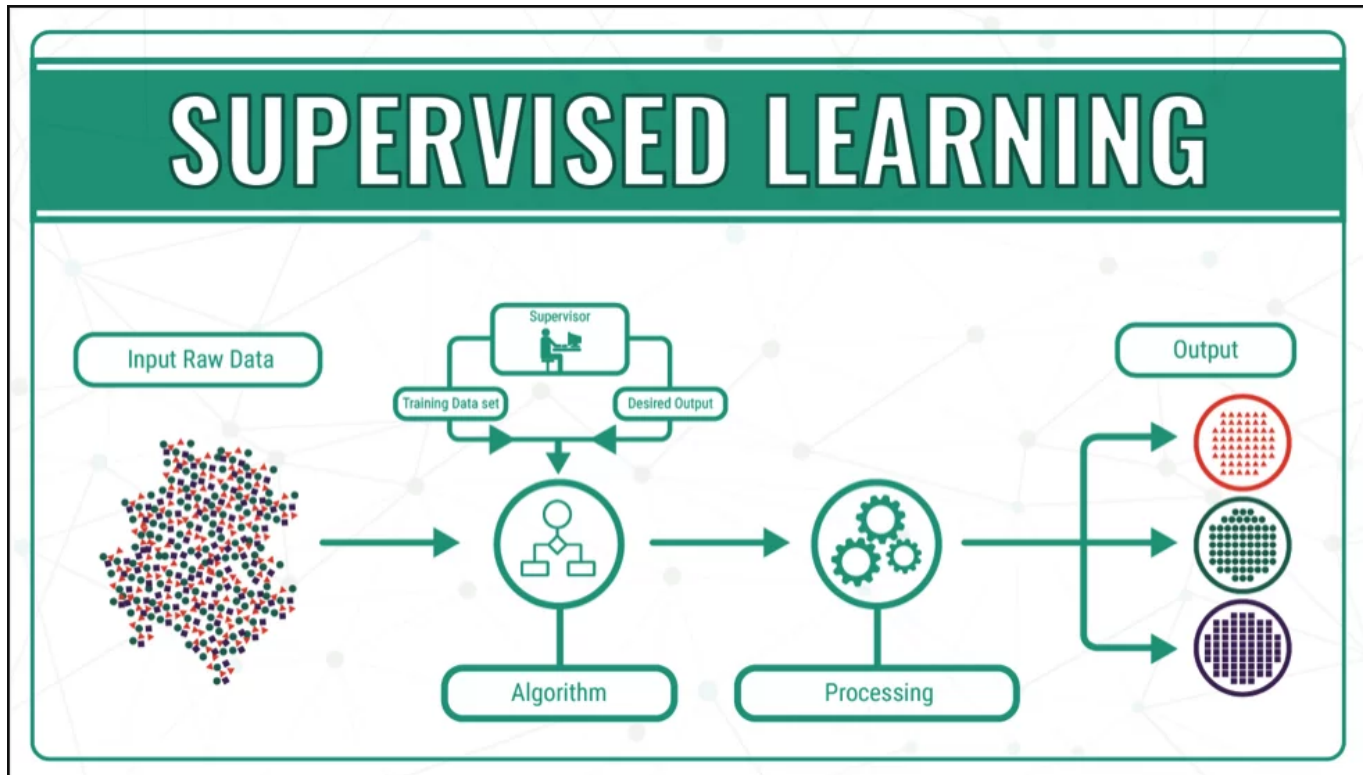 SUPERVISED LEARNING
Input Raw Data
Supervisor
Training Data set
Desired Output
Algorithm
Processing
Output